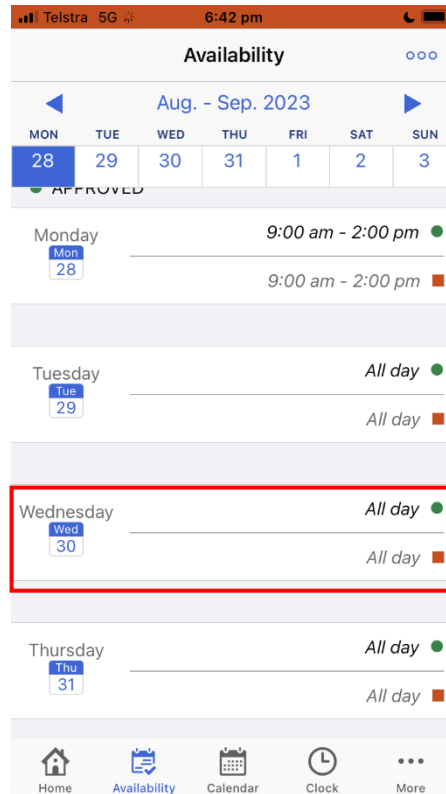 Telstra 5G 6:42 pm
Availability
Aug. - Sep. 2023
MON TUE WED THU FRI SAT SUN
28 29 30 31 1 2 3
APPROVED
Monday 9:00 am - 2:00 pm
Mon
28 9:00 am - 2:00 pm
Tuesday All day
Tue
29 All day
Wednesday All day
Wed
30 All day
Thursday All day
Thu
31 All day
Home Availability Calendar Clock More